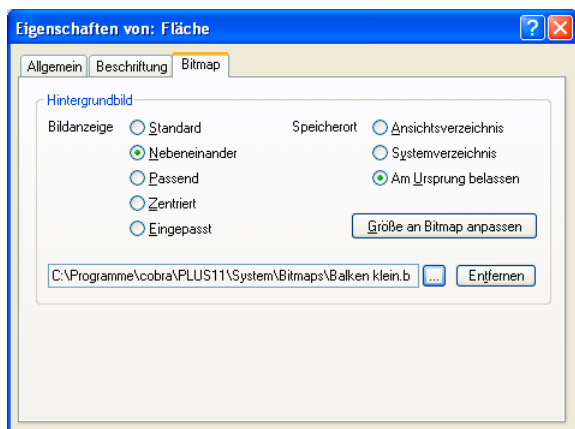 Eigenschaften von: Fläche
Allgemein Beschriftung Bitmap
Hintergrundbild
Bildanzeige Standard Speicherort Ansichtsverzeichnis
Nebeneinander Systemverzeichnis
Passend Am Ursprung belassen
Zentriert
Eingepasst Größe an Bitmap anpassen
C:\Programme\cobra\PLUS11\System\Bitmaps\Balken klein.b ... Entfernen